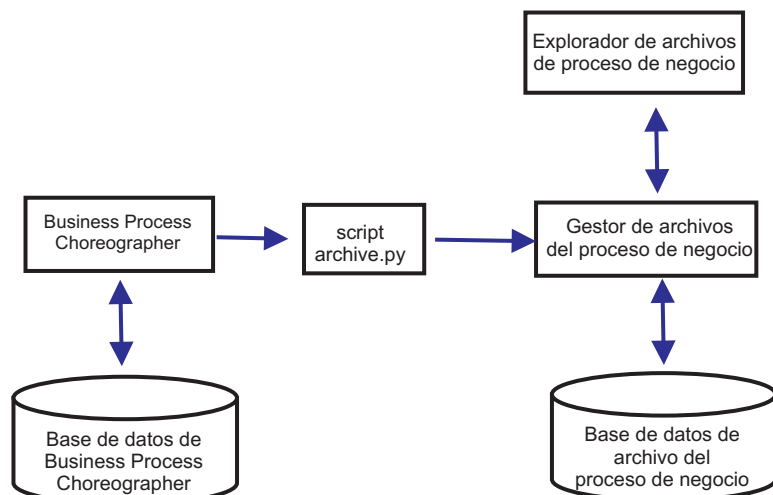 Explorador de archivos
de proceso de negocio
Business Process
Choreographer
script
archive.py
Gestor de archivos
del proceso de negocio
Base de datos de
Business Process
Choreographer
Base de datos de
archivo del
proceso de negocio